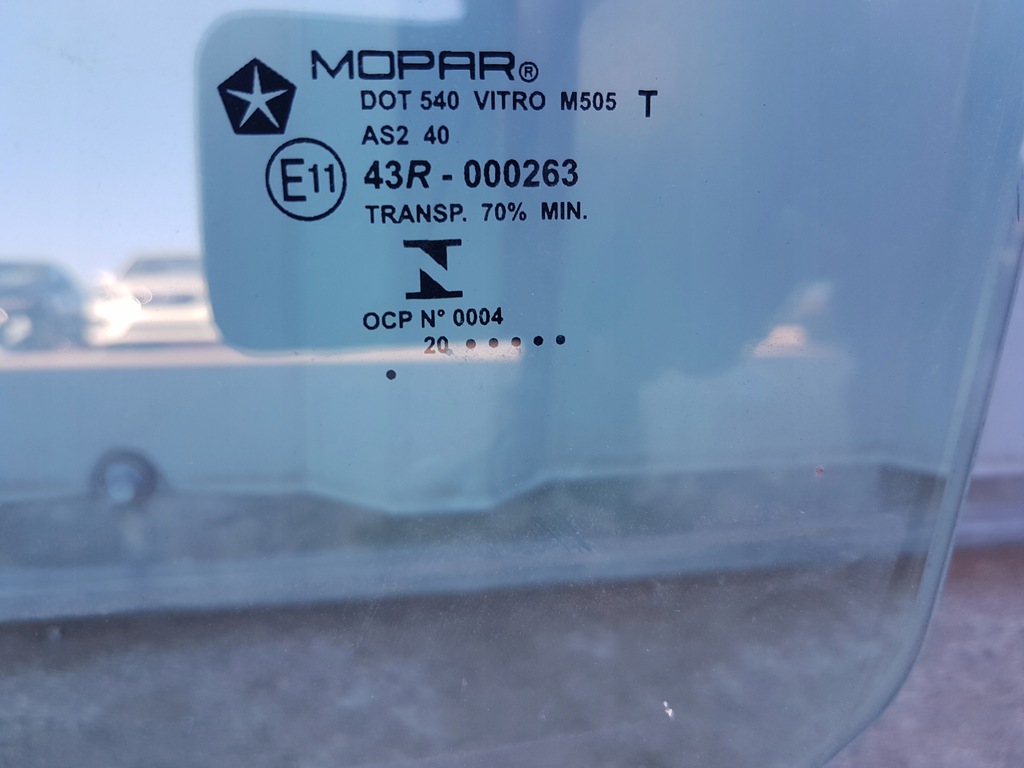 MOPAR®
DOT 540 VITRO M505 T
AS2 40
E11 43R - 000263
TRANSP. 70% MIN.
OCP N° 0004
20 • • • • •
•